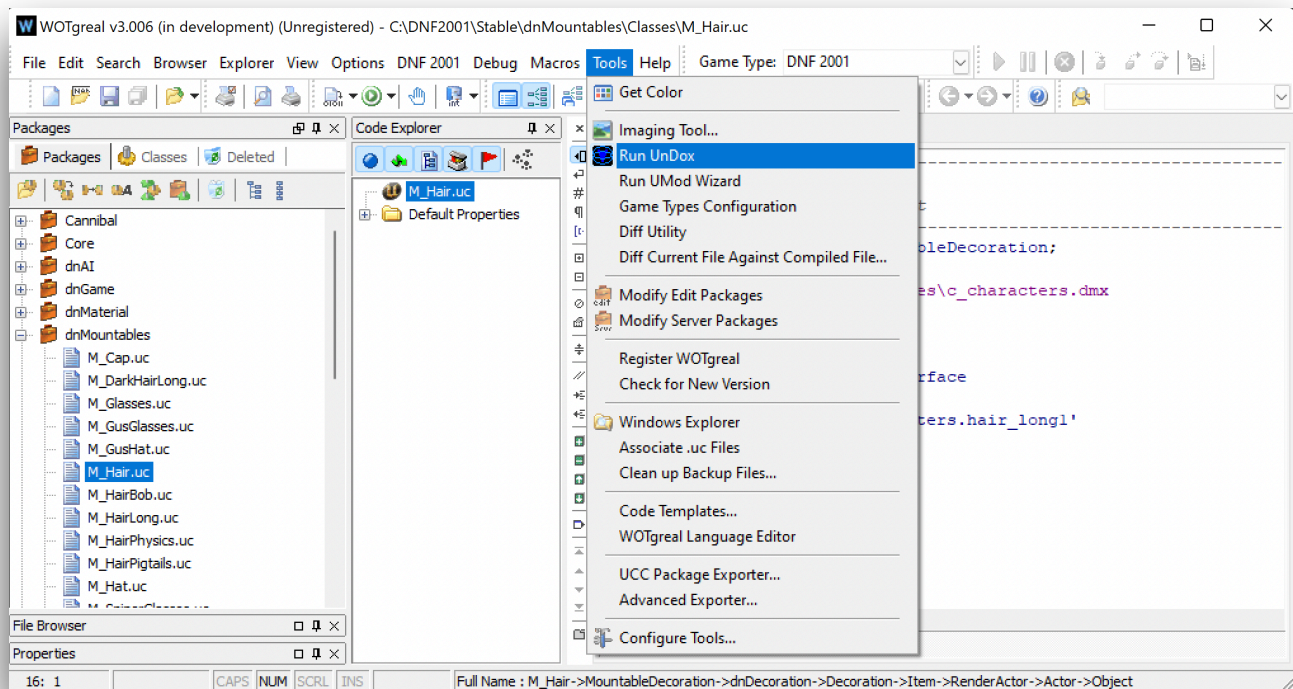 WOTgreal v3.006 (in development) (Unregistered) - C:\DNF2001\Stable\dnMountables\Classes\M_Hair.uc
File Edit Search Browser Explorer View Options DNF 2001 Debug Macros Tools Help Game Type: DNF 2001
Packages
Packages Classes Deleted
Cannibal
Core
dnAI
dnGame
dnMaterial
dnMountables
M_Cap.uc
M_DarkHairLong.uc
M_Glasses.uc
M_GusGlasses.uc
M_GusHat.uc
M_Hair.uc
M_HairBob.uc
M_HairLong.uc
M_HairPhysics.uc
M_HairPigtails.uc
M_Hat.uc
File Browser
Properties
Code Explorer
M_Hair.uc
Default Properties
Get Color
Imaging Tool...
Run UnDox
Run UMod Wizard
Game Types Configuration
Diff Utility
Diff Current File Against Compiled File...
Modify Edit Packages
Modify Server Packages
Register WOTgreal
Check for New Version
Windows Explorer
Associate .uc Files
Clean up Backup Files...
Code Templates...
WOTgreal Language Editor
UCC Package Exporter...
Advanced Exporter...
Configure Tools...
bleDecoration;
es\c_characters.dmx
rface
ters.hair_long1'
16: 1 CAPS NUM SCRL INS Full Name : M_Hair->MountableDecoration->dnDecoration->Decoration->Item->RenderActor->Actor->Object